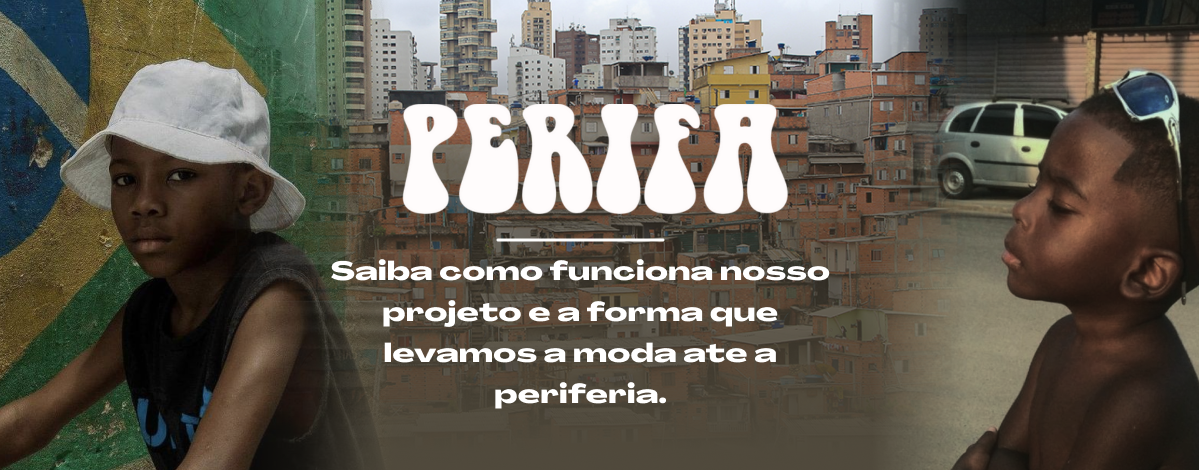 PERIFA
Saiba como funciona nosso
projeto e a forma que
levamos a moda ate a
periferia.